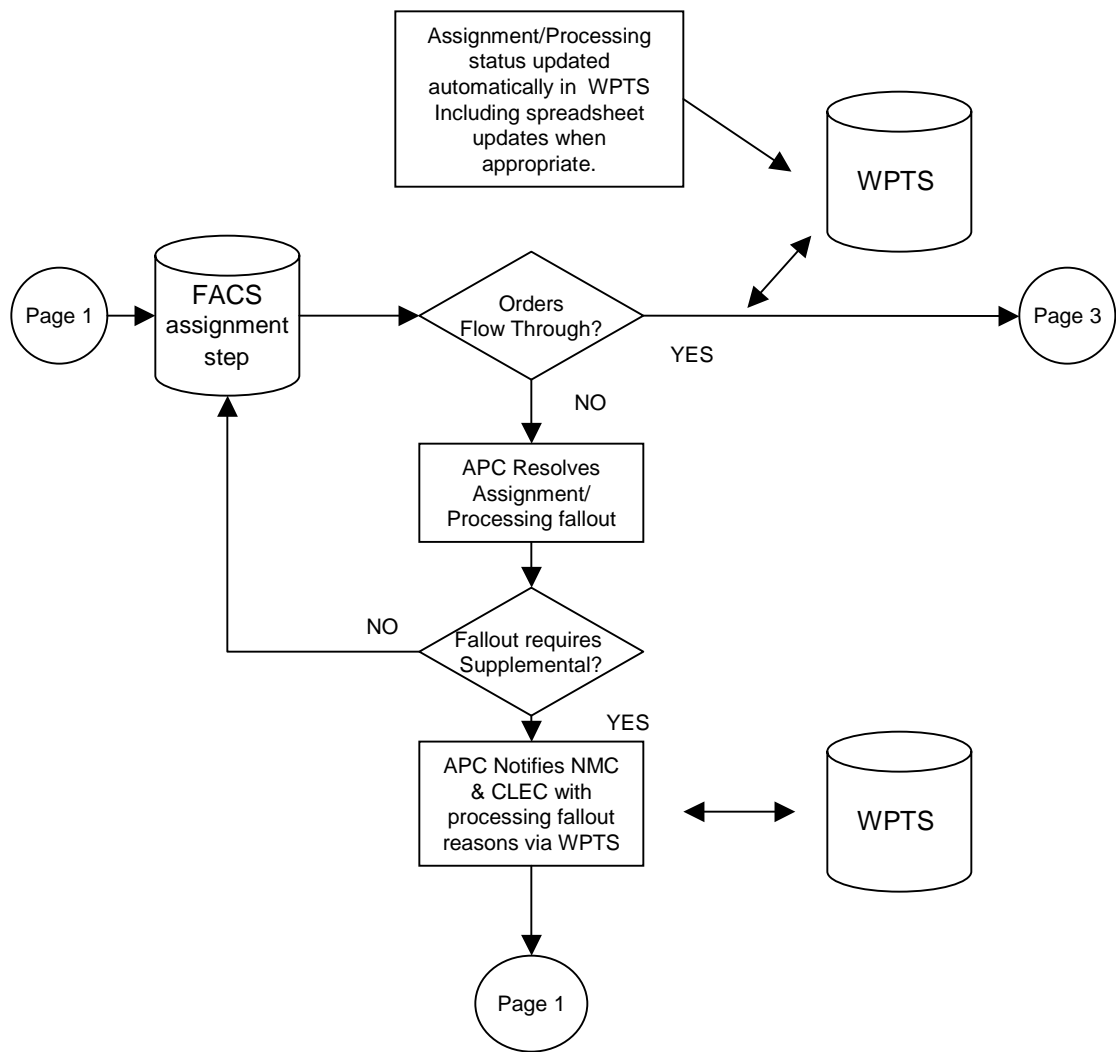 Assignment/Processing
status updated
automatically in WPTS
Including spreadsheet
updates when
appropriate.
WPTS
Page 1
FACS
assignment
step
Orders
Flow Through?
YES
Page 3
NO
APC Resolves
Assignment/
Processing fallout
NO
Fallout requires
Supplemental?
YES
APC Notifies NMC
& CLEC with
processing fallout
reasons via WPTS
WPTS
Page 1